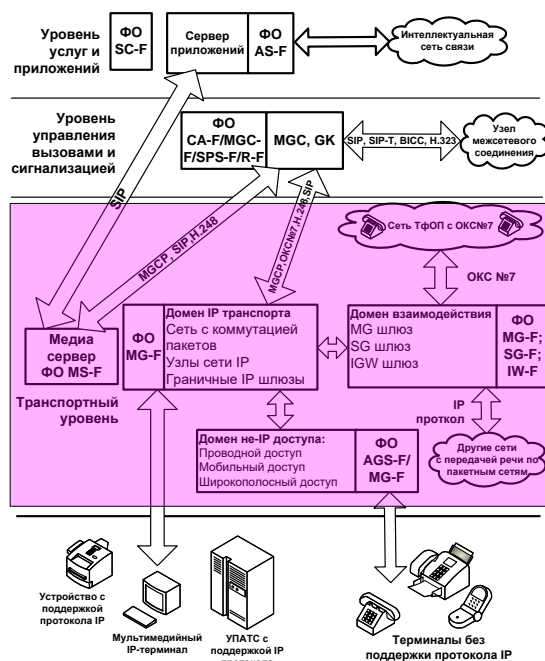 Уровень
услуг и
приложений
ФО
SC-F
Сервер
приложений
ФО
AS-F
Интеллектуальная
сеть связи
Уровень
управления
вызовами и
сигнализацией
ФО
CA-F/MGC-
F/SPS-F/R-F
MGC, GK
SIP, SIP-T, BICC, H.323
Узел
межсетевого
соединения
SIP
MGCP, SIP,H.248
MGCP,ОКС№7,H.248,SIP
Сеть ТфОП с ОКС№7
ОКС №7
Медиа
сервер
ФО MS-F
Транспортный
уровень
ФО
MG-F
Домен IP транспорта
Сеть с коммутацией
пакетов
Узлы сети IP
Граничные IP шлюзы
Домен взаимодействия
MG шлюз
SG шлюз
IGW шлюз
ФО
MG-F;
SG-F;
IW-F
IP
проткол
Домен не-IP доступа:
Проводной доступ
Мобильный доступ
Широкополосный доступ
ФО
AGS-F/
MG-F
Другие сети
с передачей речи по
пакетным сетям
Устройство с
поддержкой
протокола IP
Мультимедийный
IP-терминал
УПАТС с
поддержкой IP
протокола
Терминалы без
поддержки протокола IP